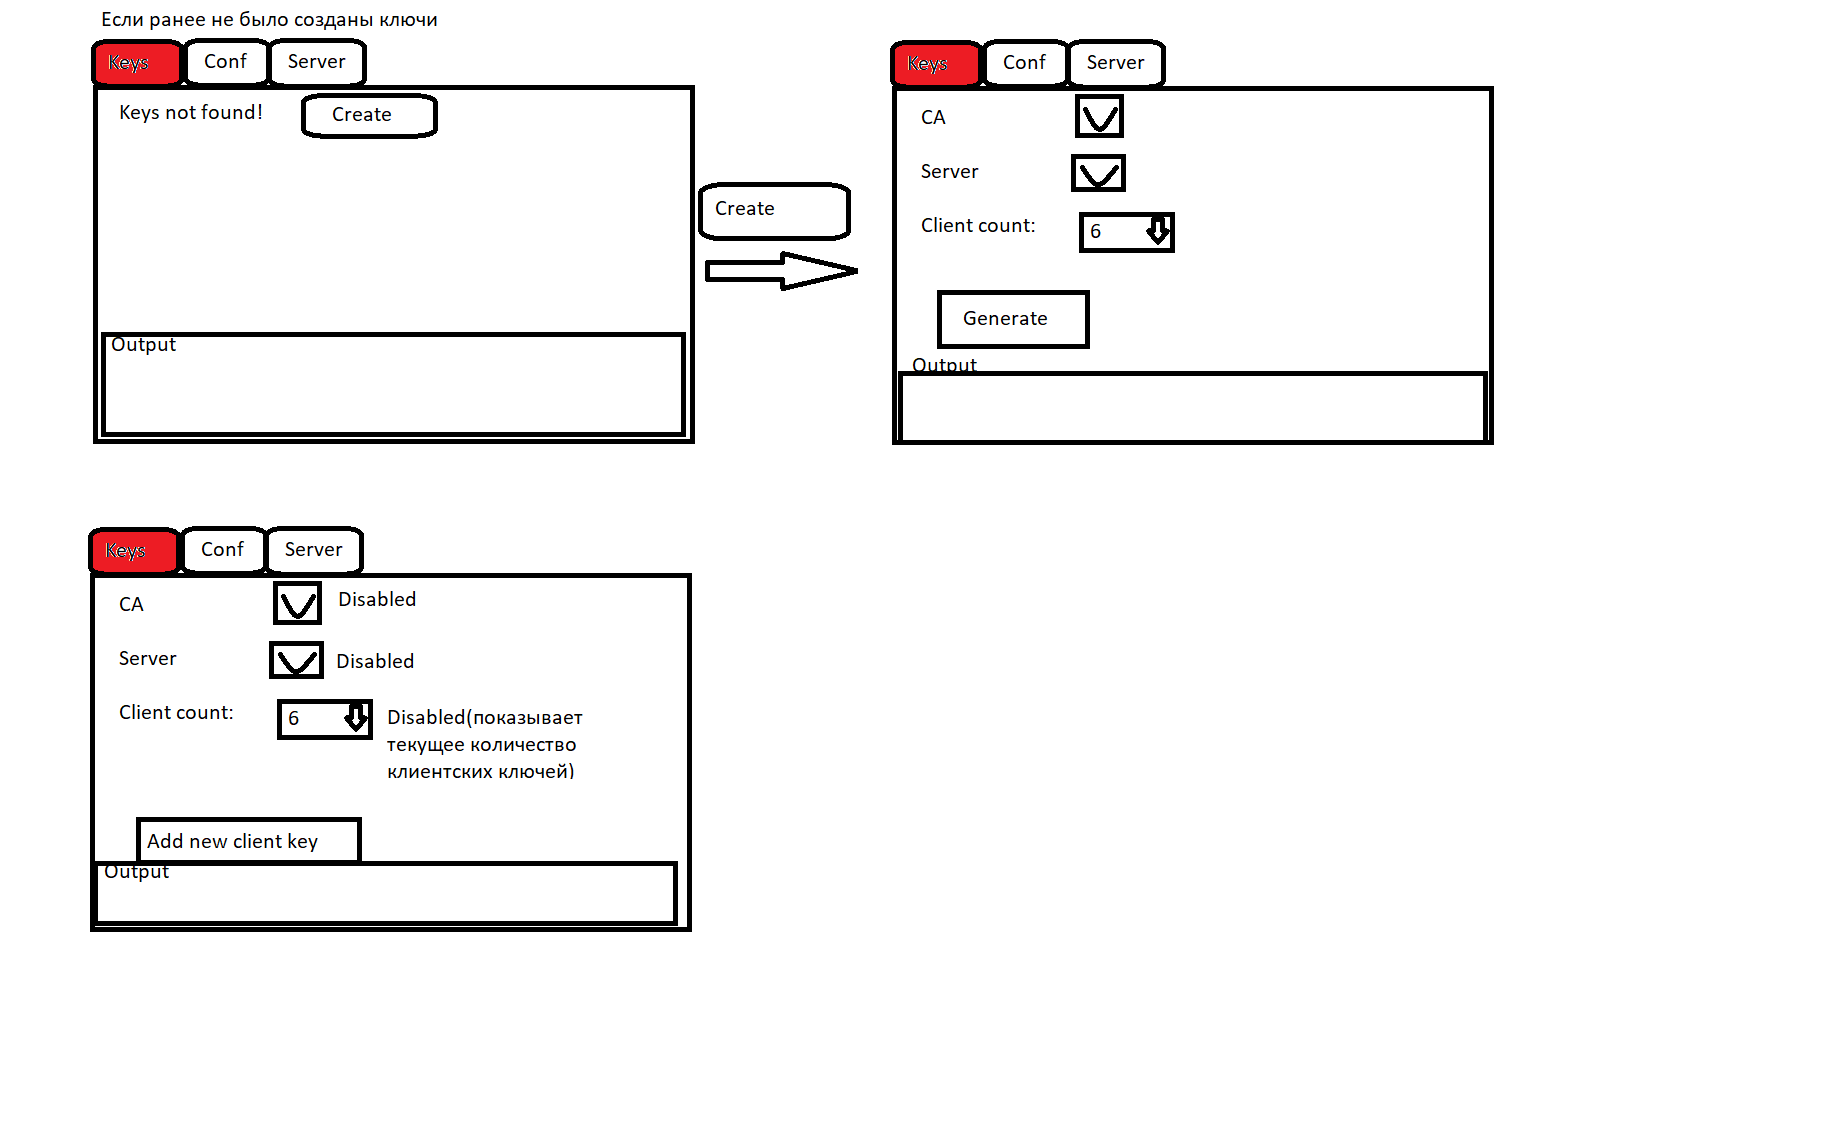 Если ранее не было созданы ключи
Keys Conf Server
Keys not found! Create
Output
Create
Keys Conf Server
CA
Server
Client count: 6
Generate
Output
Keys Conf Server
CA Disabled
Server Disabled
Client count: 6 Disabled(показывает
текущее количество
клиентских ключей)
Add new client key
Output